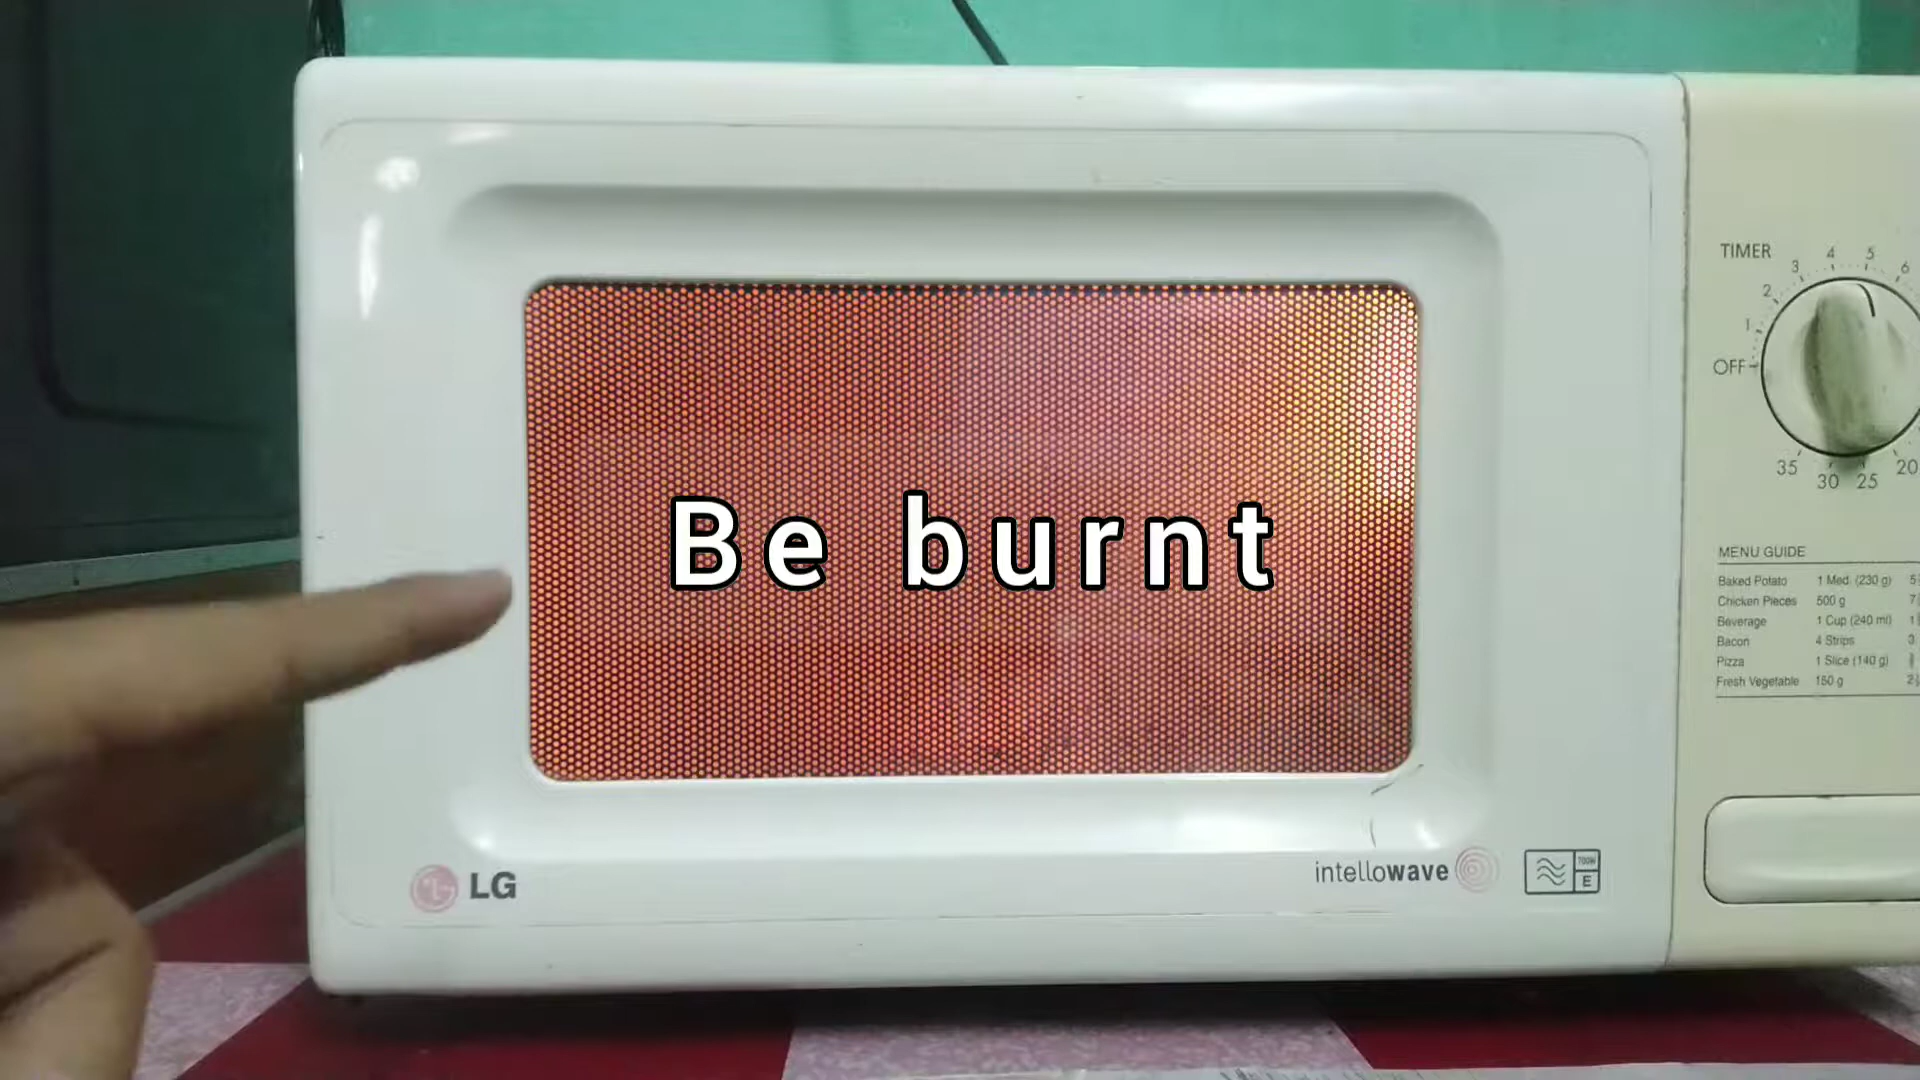 Be burnt
TIMER
OFF 1 2 3 4 5 6
35 30 25 20
MENU GUIDE
Baked Potato 1 Med. (230 g)
Chicken Pieces 500 g
Beverage 1 Cup (240 ml)
Bacon 4 Strips
Pizza 1 Slice (140 g)
Fresh Vegetable 150 g
LG
intellowave
700W
E